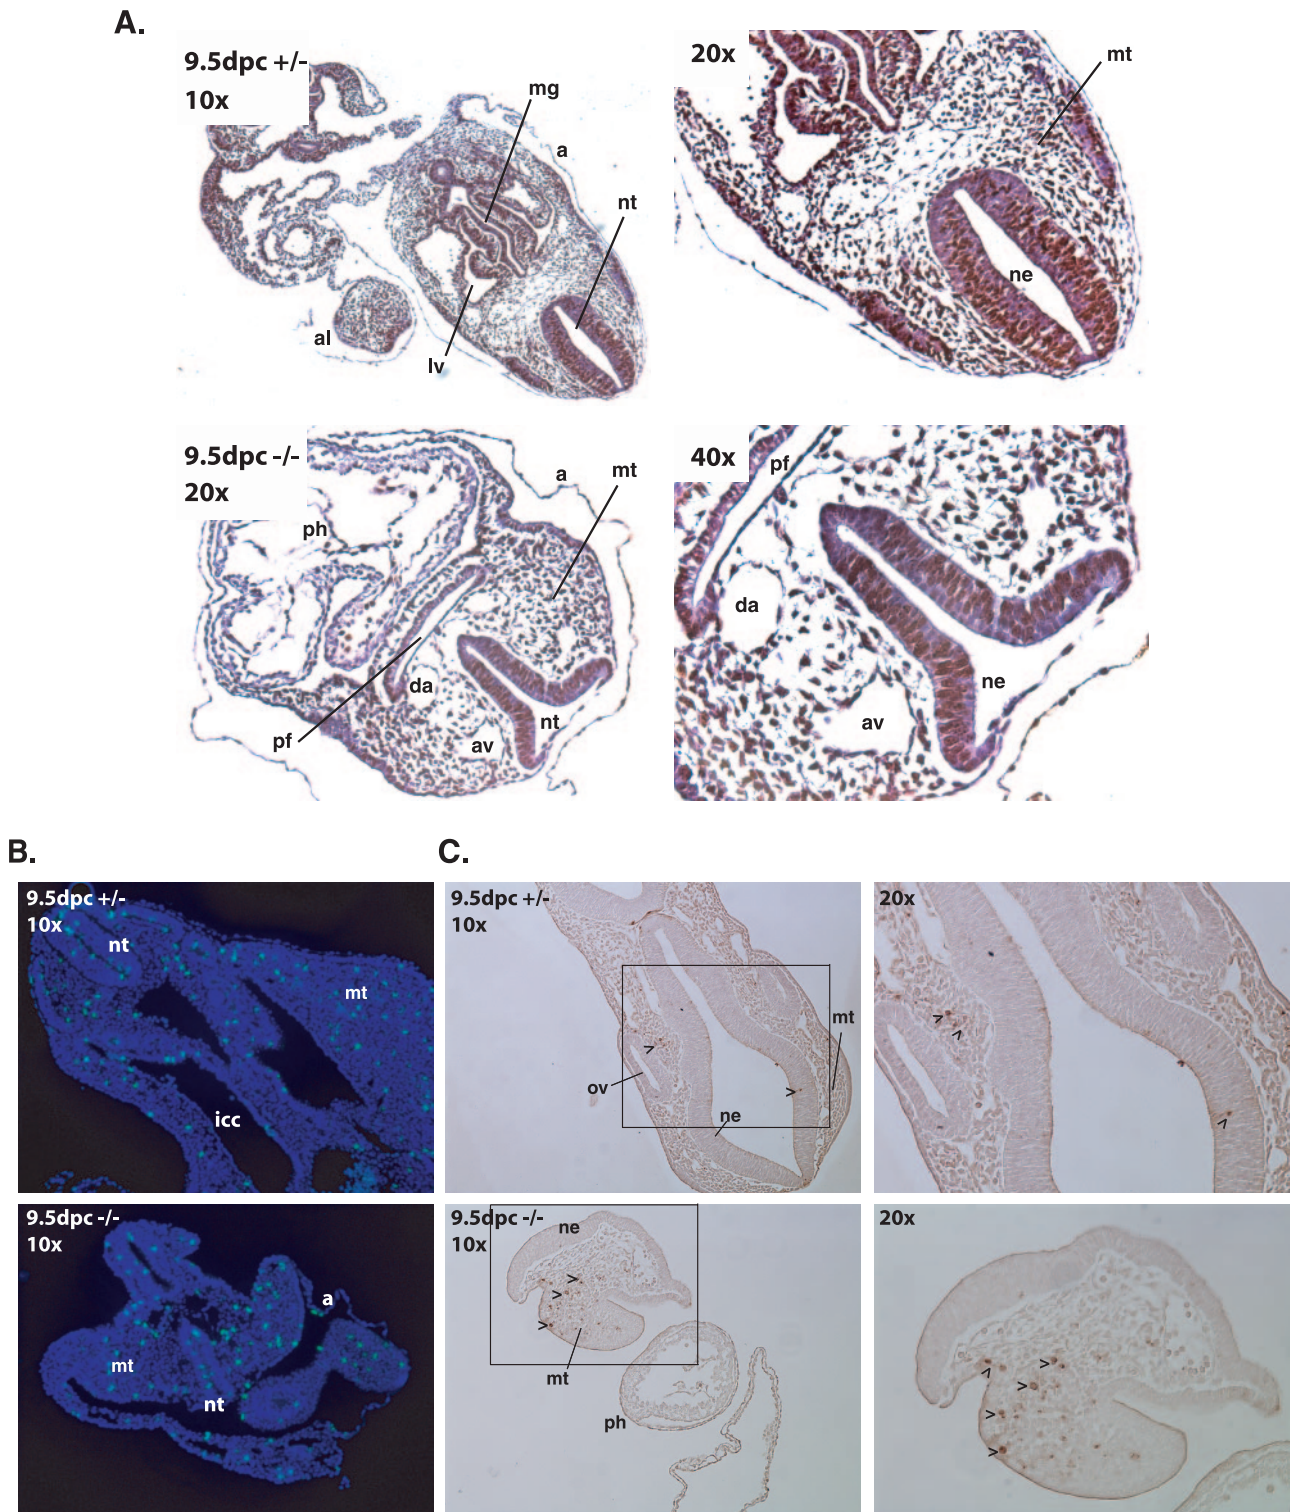 A.
9.5dpc +/-
10x
mg
a
nt
al
lv
20x
mt
ne
9.5dpc -/-
20x
a
mt
ph
da
nt
pf
av
40x
pf
da
ne
av
B.
9.5dpc +/-
10x
nt
mt
icc
9.5dpc -/-
10x
a
mt
nt
C.
9.5dpc +/-
10x
>
mt
ov
>
ne
20x
>
>
>
>
9.5dpc -/-
10x
ne
>
>
>
mt
ph
20x
>
>
>
>
>